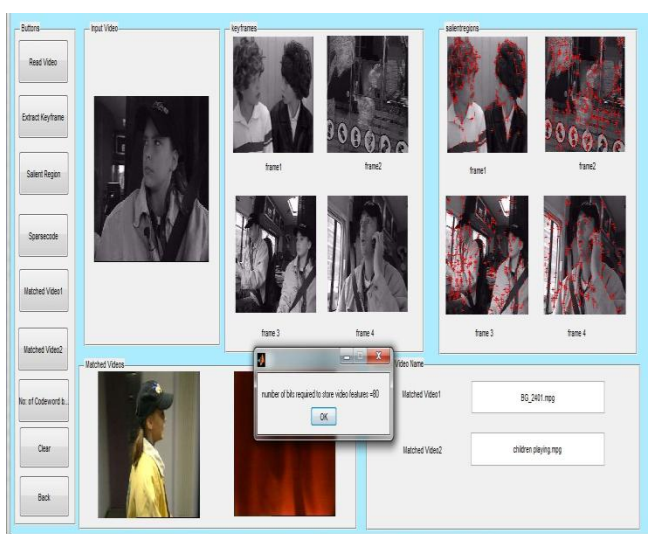 Buttons
Input Video
keyframes
salientregions
Read Video
Extract Keyframe
Salient Region
Sparsecode
Matched Video1
Matched Video2
No: of Codeword b...
Clear
Back
frame1
frame2
frame 3
frame 4
frame1
frame2
frame 3
frame 4
Matched Videos
number of bits required to store video features =80
OK
Video Name
Matched Video1
BG_2401.mpg
Matched Video2
children playing.mpg